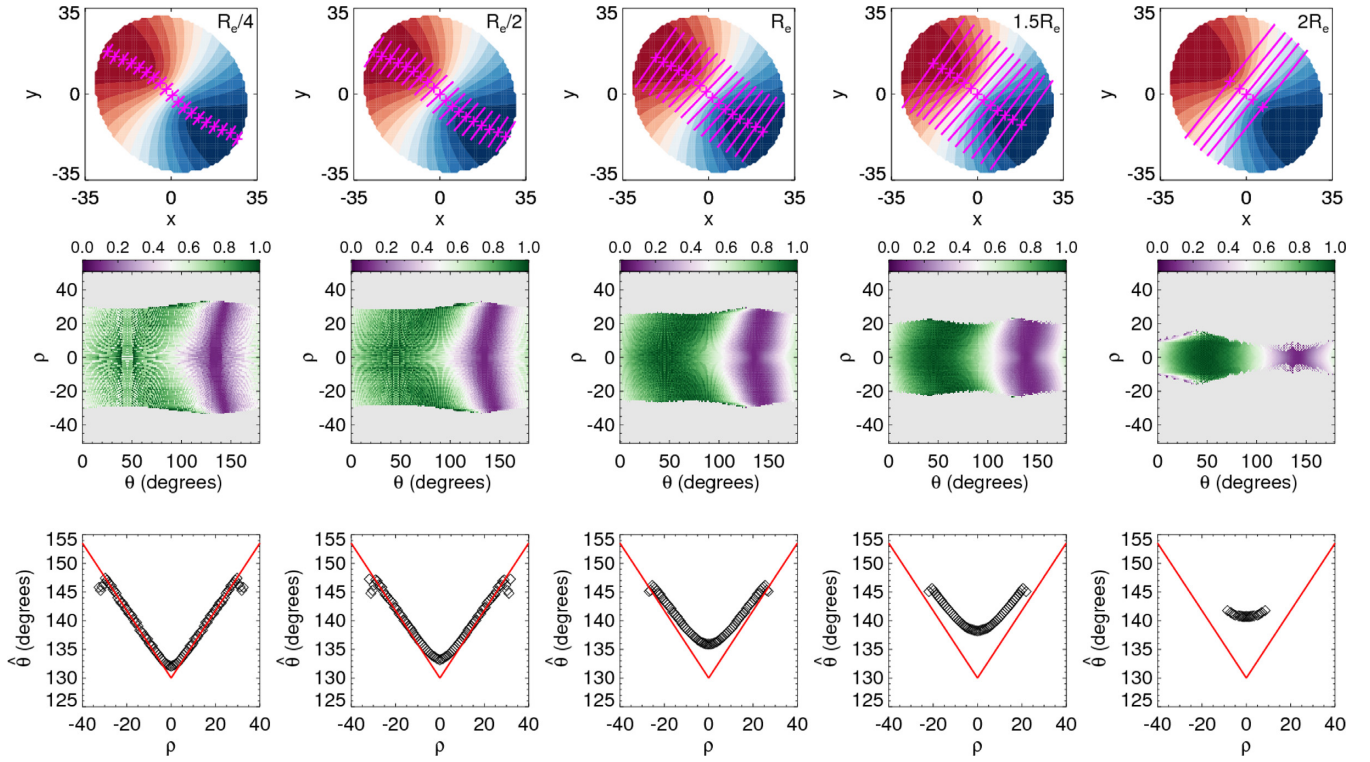 R_e/4 R_e/2 R_e 1.5R_e 2R_e
35 35 35 35 35
y y y y y
0 0 0 0 0
-35 -35 -35 -35 -35
-35 0 35 -35 0 35 -35 0 35 -35 0 35 -35 0 35
x x x x x
0.0 0.2 0.4 0.6 0.8 1.0 0.0 0.2 0.4 0.6 0.8 1.0 0.0 0.2 0.4 0.6 0.8 1.0 0.0 0.2 0.4 0.6 0.8 1.0 0.0 0.2 0.4 0.6 0.8 1.0
40 40 40 40 40
20 20 20 20 20
ρ 0 ρ 0 ρ 0 ρ 0 ρ 0
-20 -20 -20 -20 -20
-40 -40 -40 -40 -40
0 50 100 150 0 50 100 150 0 50 100 150 0 50 100 150 0 50 100 150
θ (degrees) θ (degrees) θ (degrees) θ (degrees) θ (degrees)
155 155 155 155 155
150 150 150 150 150
145 145 145 145 145
140 140 140 140 140
135 135 135 135 135
130 130 130 130 130
125 125 125 125 125
θ̂ (degrees) θ̂ (degrees) θ̂ (degrees) θ̂ (degrees) θ̂ (degrees)
-40 -20 0 20 40 -40 -20 0 20 40 -40 -20 0 20 40 -40 -20 0 20 40 -40 -20 0 20 40
ρ ρ ρ ρ ρ